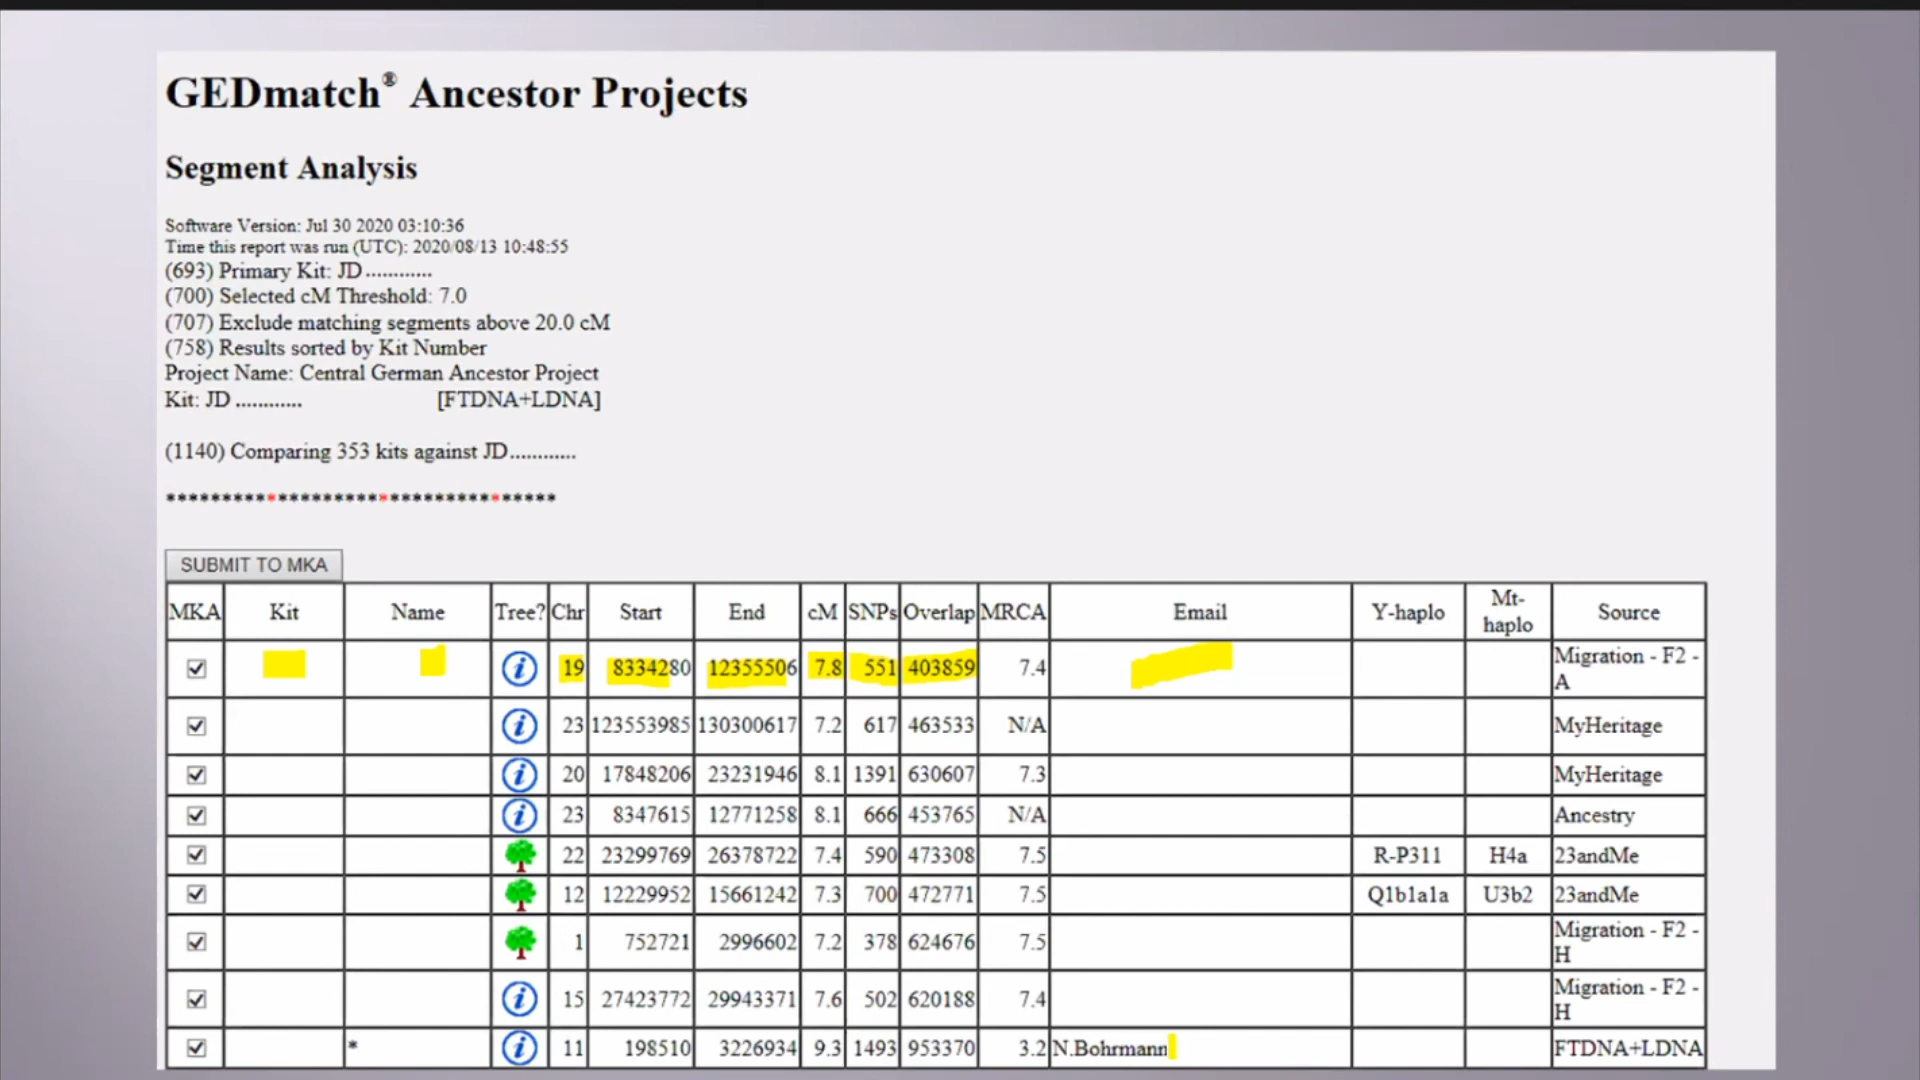 GEDmatch® Ancestor Projects
Segment Analysis
Software Version: Jul 30 2020 03:10:36
Time this report was run (UTC): 2020/08/13 10:48:55
(693) Primary Kit: JD ............
(700) Selected cM Threshold: 7.0
(707) Exclude matching segments above 20.0 cM
(758) Results sorted by Kit Number
Project Name: Central German Ancestor Project
Kit: JD ............ [FTDNA+LDNA]
(1140) Comparing 353 kits against JD............
***********************************
SUBMIT TO MKA
MKA Kit Name Tree? Chr Start End cM SNPs Overlap MRCA Email Y-haplo Mt-haplo Source
19 8334280 12355506 7.8 551 403859 7.4 Migration - F2 - A
23 123553985 130300617 7.2 617 463533 N/A MyHeritage
20 17848206 23231946 8.1 1391 630607 7.3 MyHeritage
23 8347615 12771258 8.1 666 453765 N/A Ancestry
22 23299769 26378722 7.4 590 473308 7.5 R-P311 H4a 23andMe
12 12229952 15661242 7.3 700 472771 7.5 Q1b1a1a U3b2 23andMe
1 752721 2996602 7.2 378 624676 7.5 Migration - F2 - H
15 27423772 29943371 7.6 502 620188 7.4 Migration - F2 - H
* 11 198510 3226934 9.3 1493 953370 3.2 N.Bohrmann FTDNA+LDNA